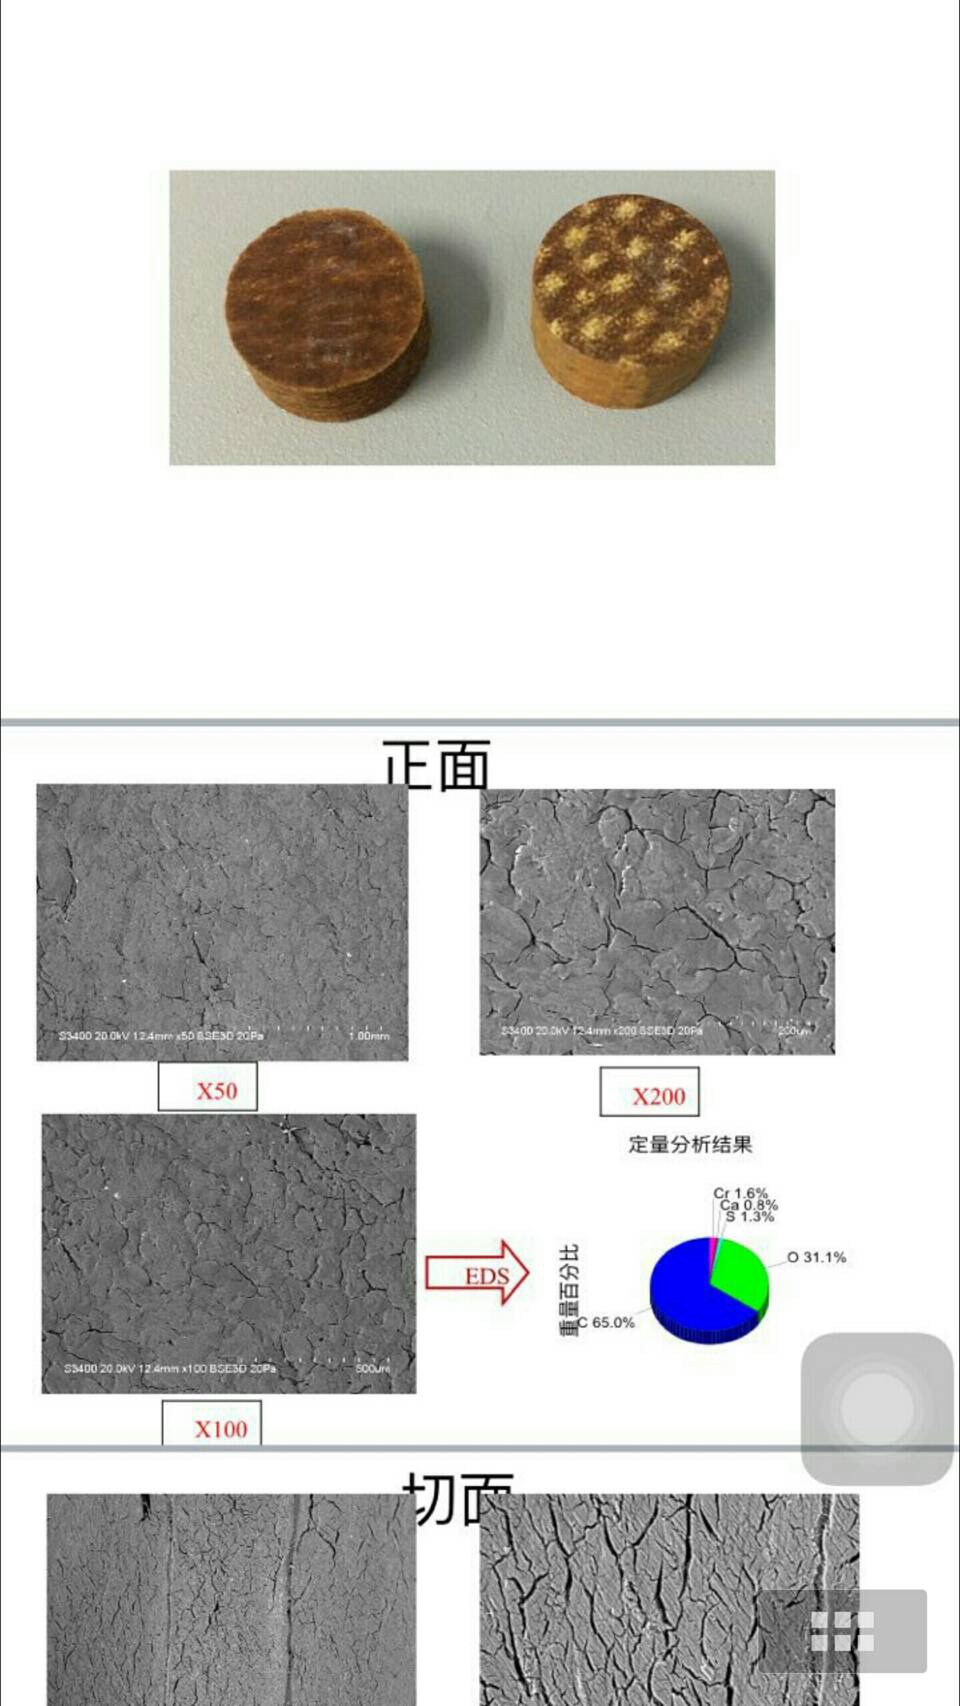 正面
S3400 20.0kV 12.4mm x50 BSE3D 20Pa 1.00mm
S3400 20.0kV 12.4mm x200 BSE3D 20Pa 200um
X50
X200
定量分析结果
Cr 1.6%
Ca 0.8%
S 1.3%
O 31.1%
重量百分比
C 65.0%
EDS
S3400 20.0kV 12.4mm x100 BSE3D 20Pa 500um
X100
切面